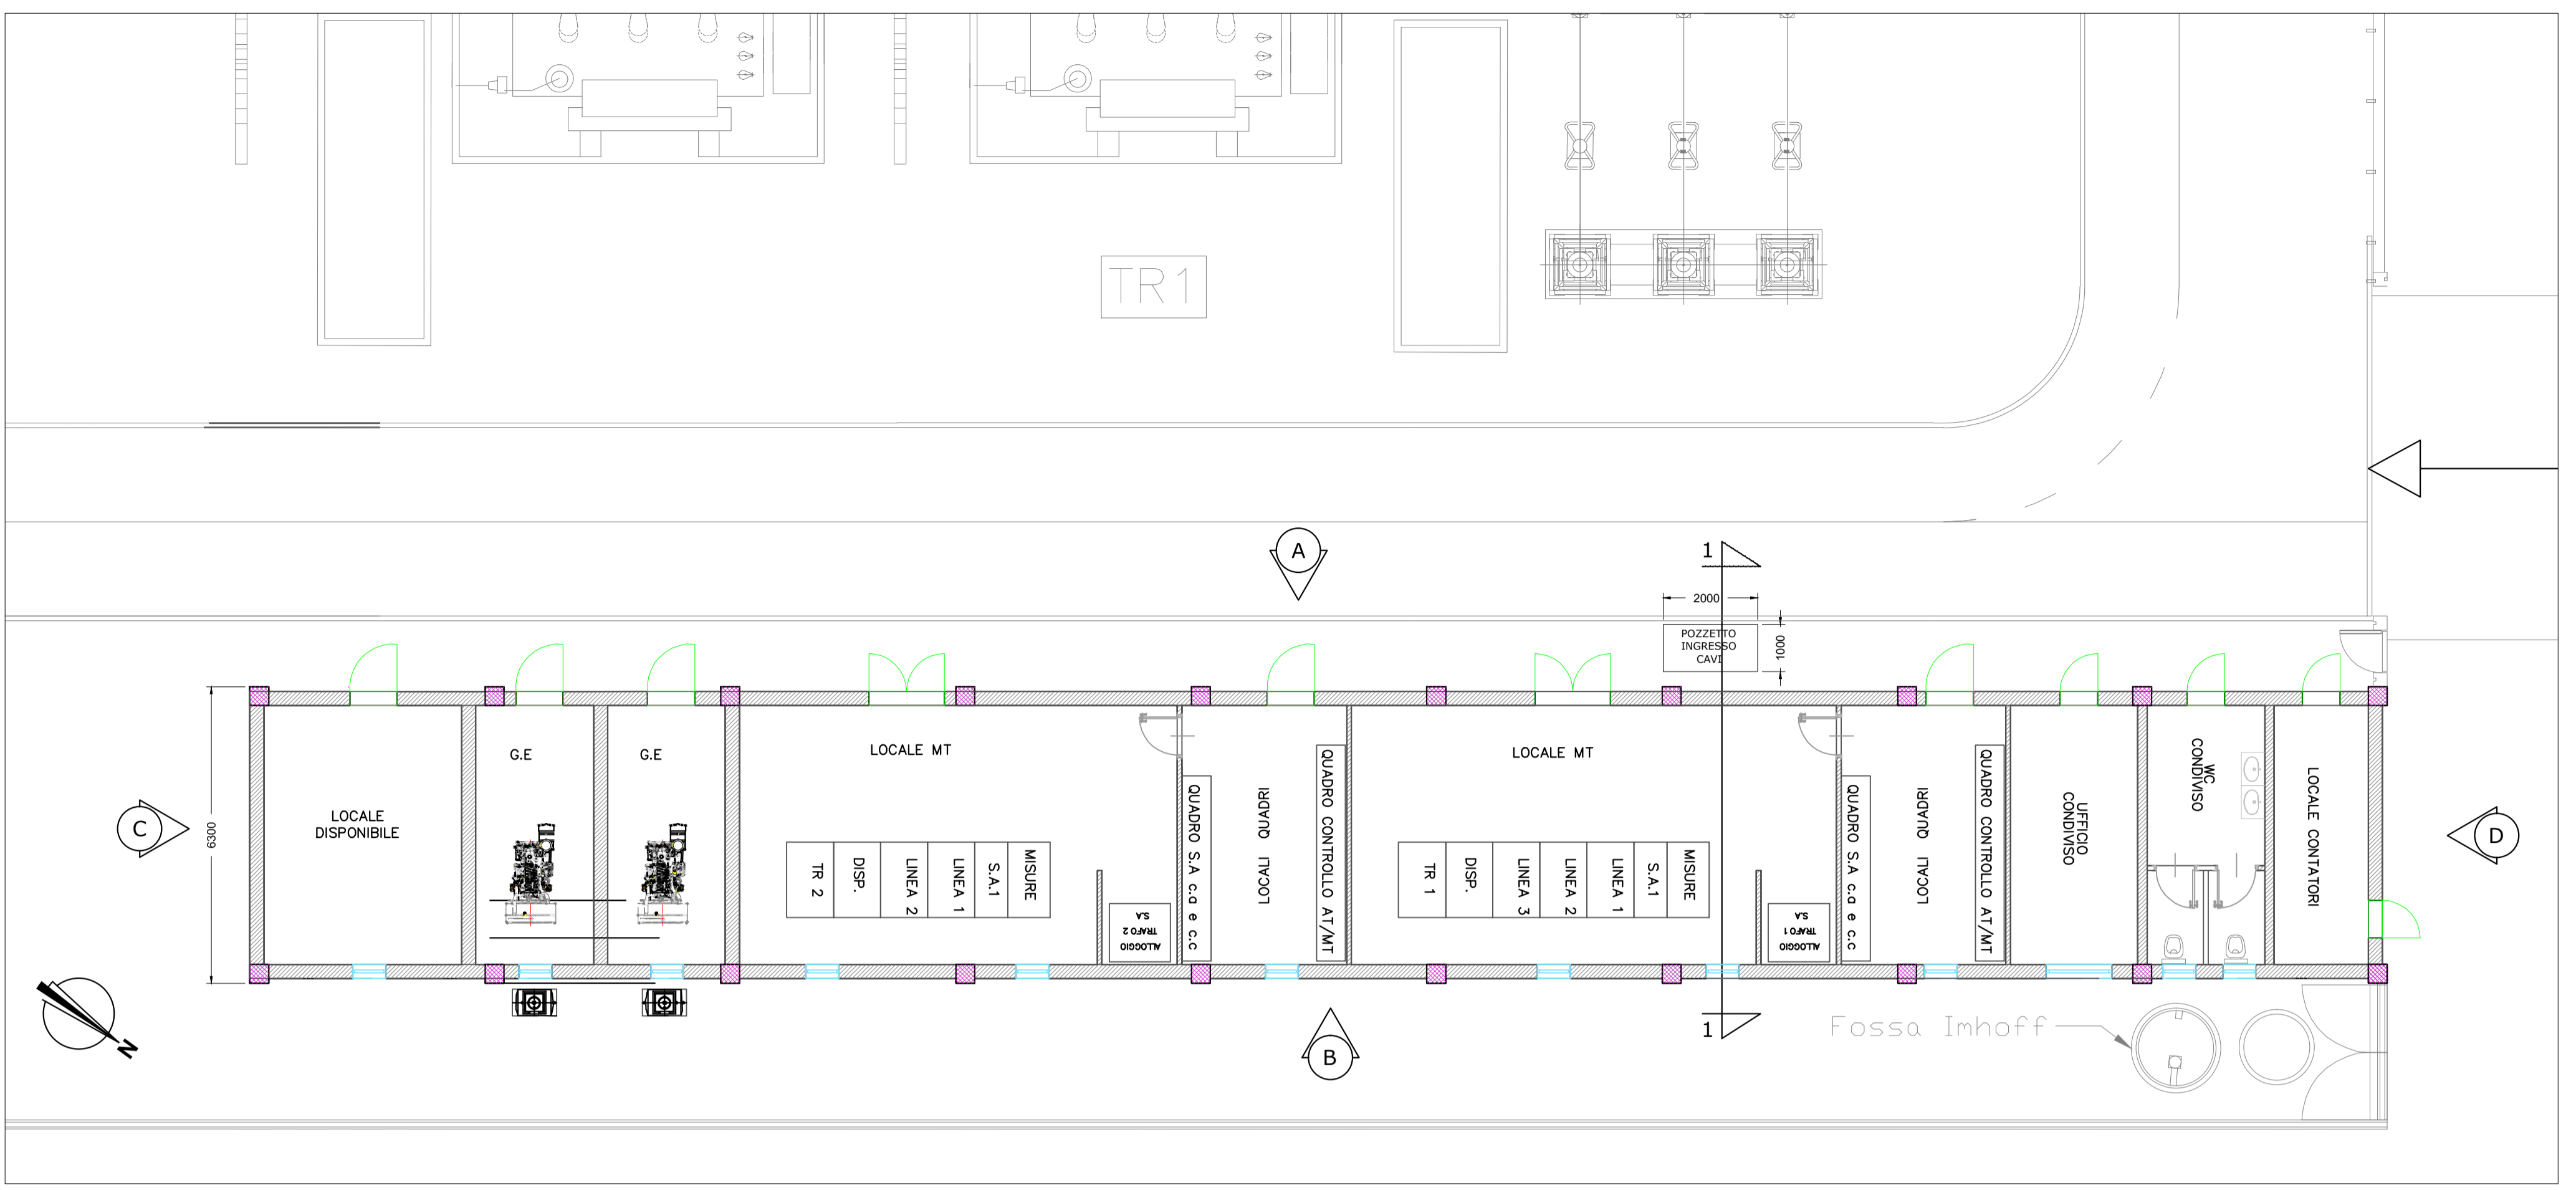 TR1
A
1
2000
POZZETTO
INGRESSO
CAVI
1000
6300
C
LOCALE
DISPONIBILE
G.E
G.E
LOCALE MT
TR 2
DISP.
LINEA 2
LINEA 1
S.A.1
MISURE
ALLOGGIO
TRAFO 2
S.A
QUADRO S.A c.a e c.c
LOCALI QUADRI
QUADRO CONTROLLO AT/MT
LOCALE MT
TR 1
DISP.
LINEA 3
LINEA 2
LINEA 1
S.A.1
MISURE
ALLOGGIO
TRAFO 1
S.A
QUADRO S.A c.a e c.c
LOCALI QUADRI
QUADRO CONTROLLO AT/MT
UFFICIO
CONDIVISO
WC
CONDIVISO
LOCALE CONTATORI
D
N
B
1
Fossa Imhoff